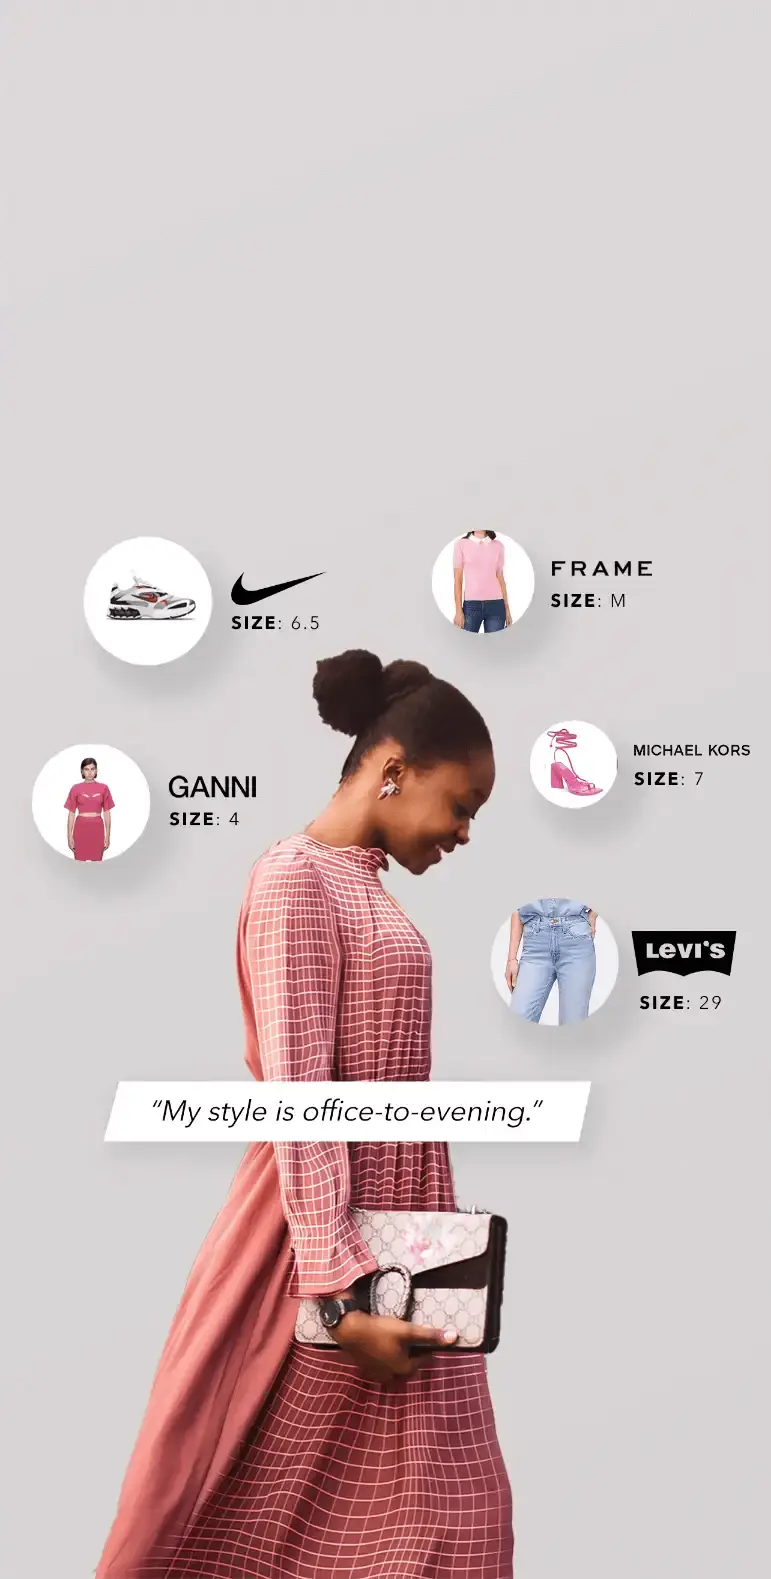 SIZE: 6.5
FRAME
SIZE: M
GANNI
SIZE: 4
MICHAEL KORS
SIZE: 7
LEVI'S
SIZE: 29
“My style is office-to-evening.”